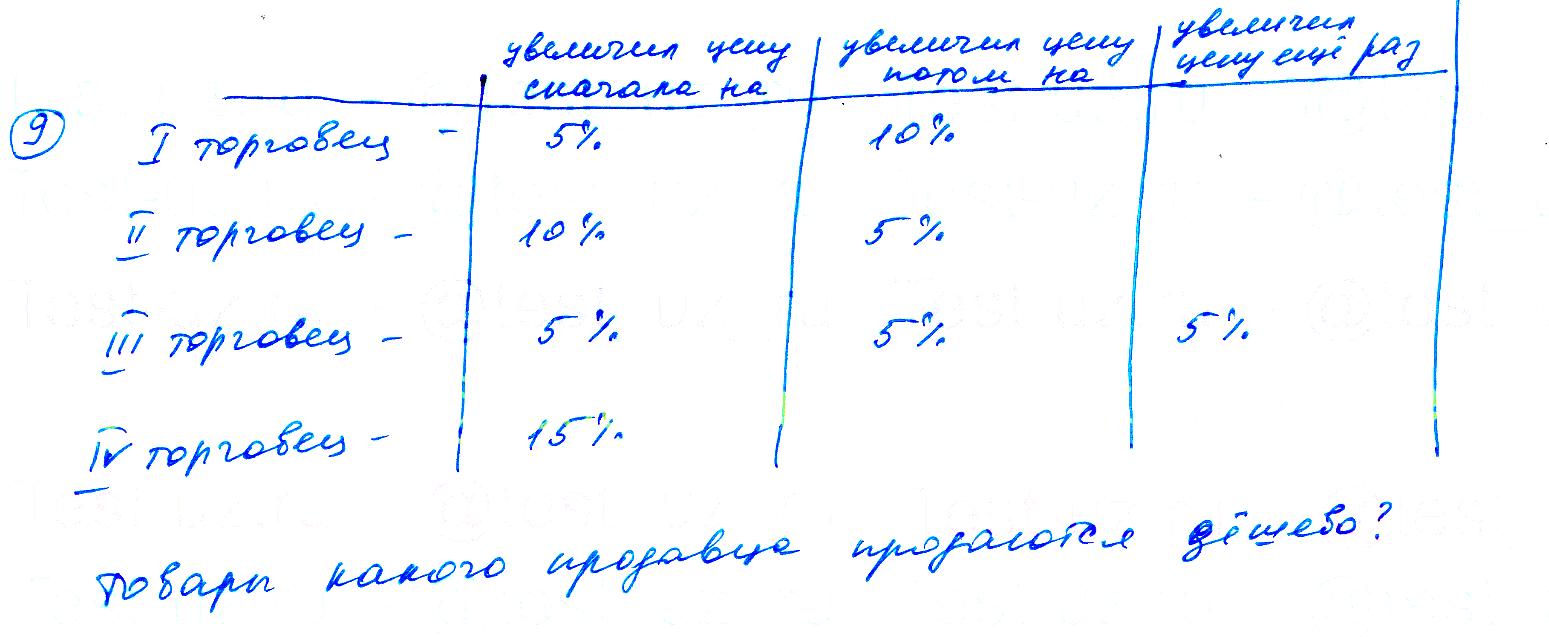 увеличил цену сначала на | увеличил цену потом на | увеличил цену ещё раз
9 I торговец - 5% 10%
II торговец - 10% 5%
III торговец - 5% 5% 5%
IV торговец - 15%
товары какого продавца продаются дёшево?